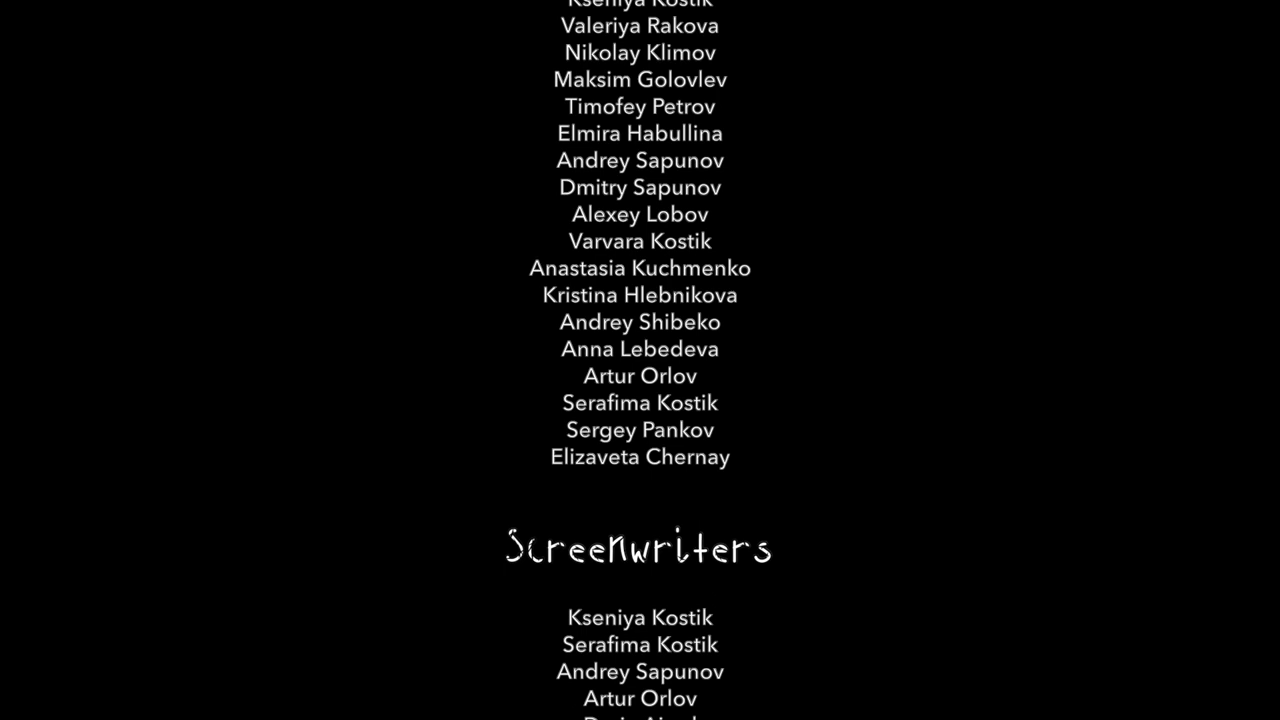 Kseniya Kostik
Valeriya Rakova
Nikolay Klimov
Maksim Golovlev
Timofey Petrov
Elmira Habullina
Andrey Sapunov
Dmitry Sapunov
Alexey Lobov
Varvara Kostik
Anastasia Kuchmenko
Kristina Hlebnikova
Andrey Shibeko
Anna Lebedeva
Artur Orlov
Serafima Kostik
Sergey Pankov
Elizaveta Chernay
Screenwriters
Kseniya Kostik
Serafima Kostik
Andrey Sapunov
Artur Orlov